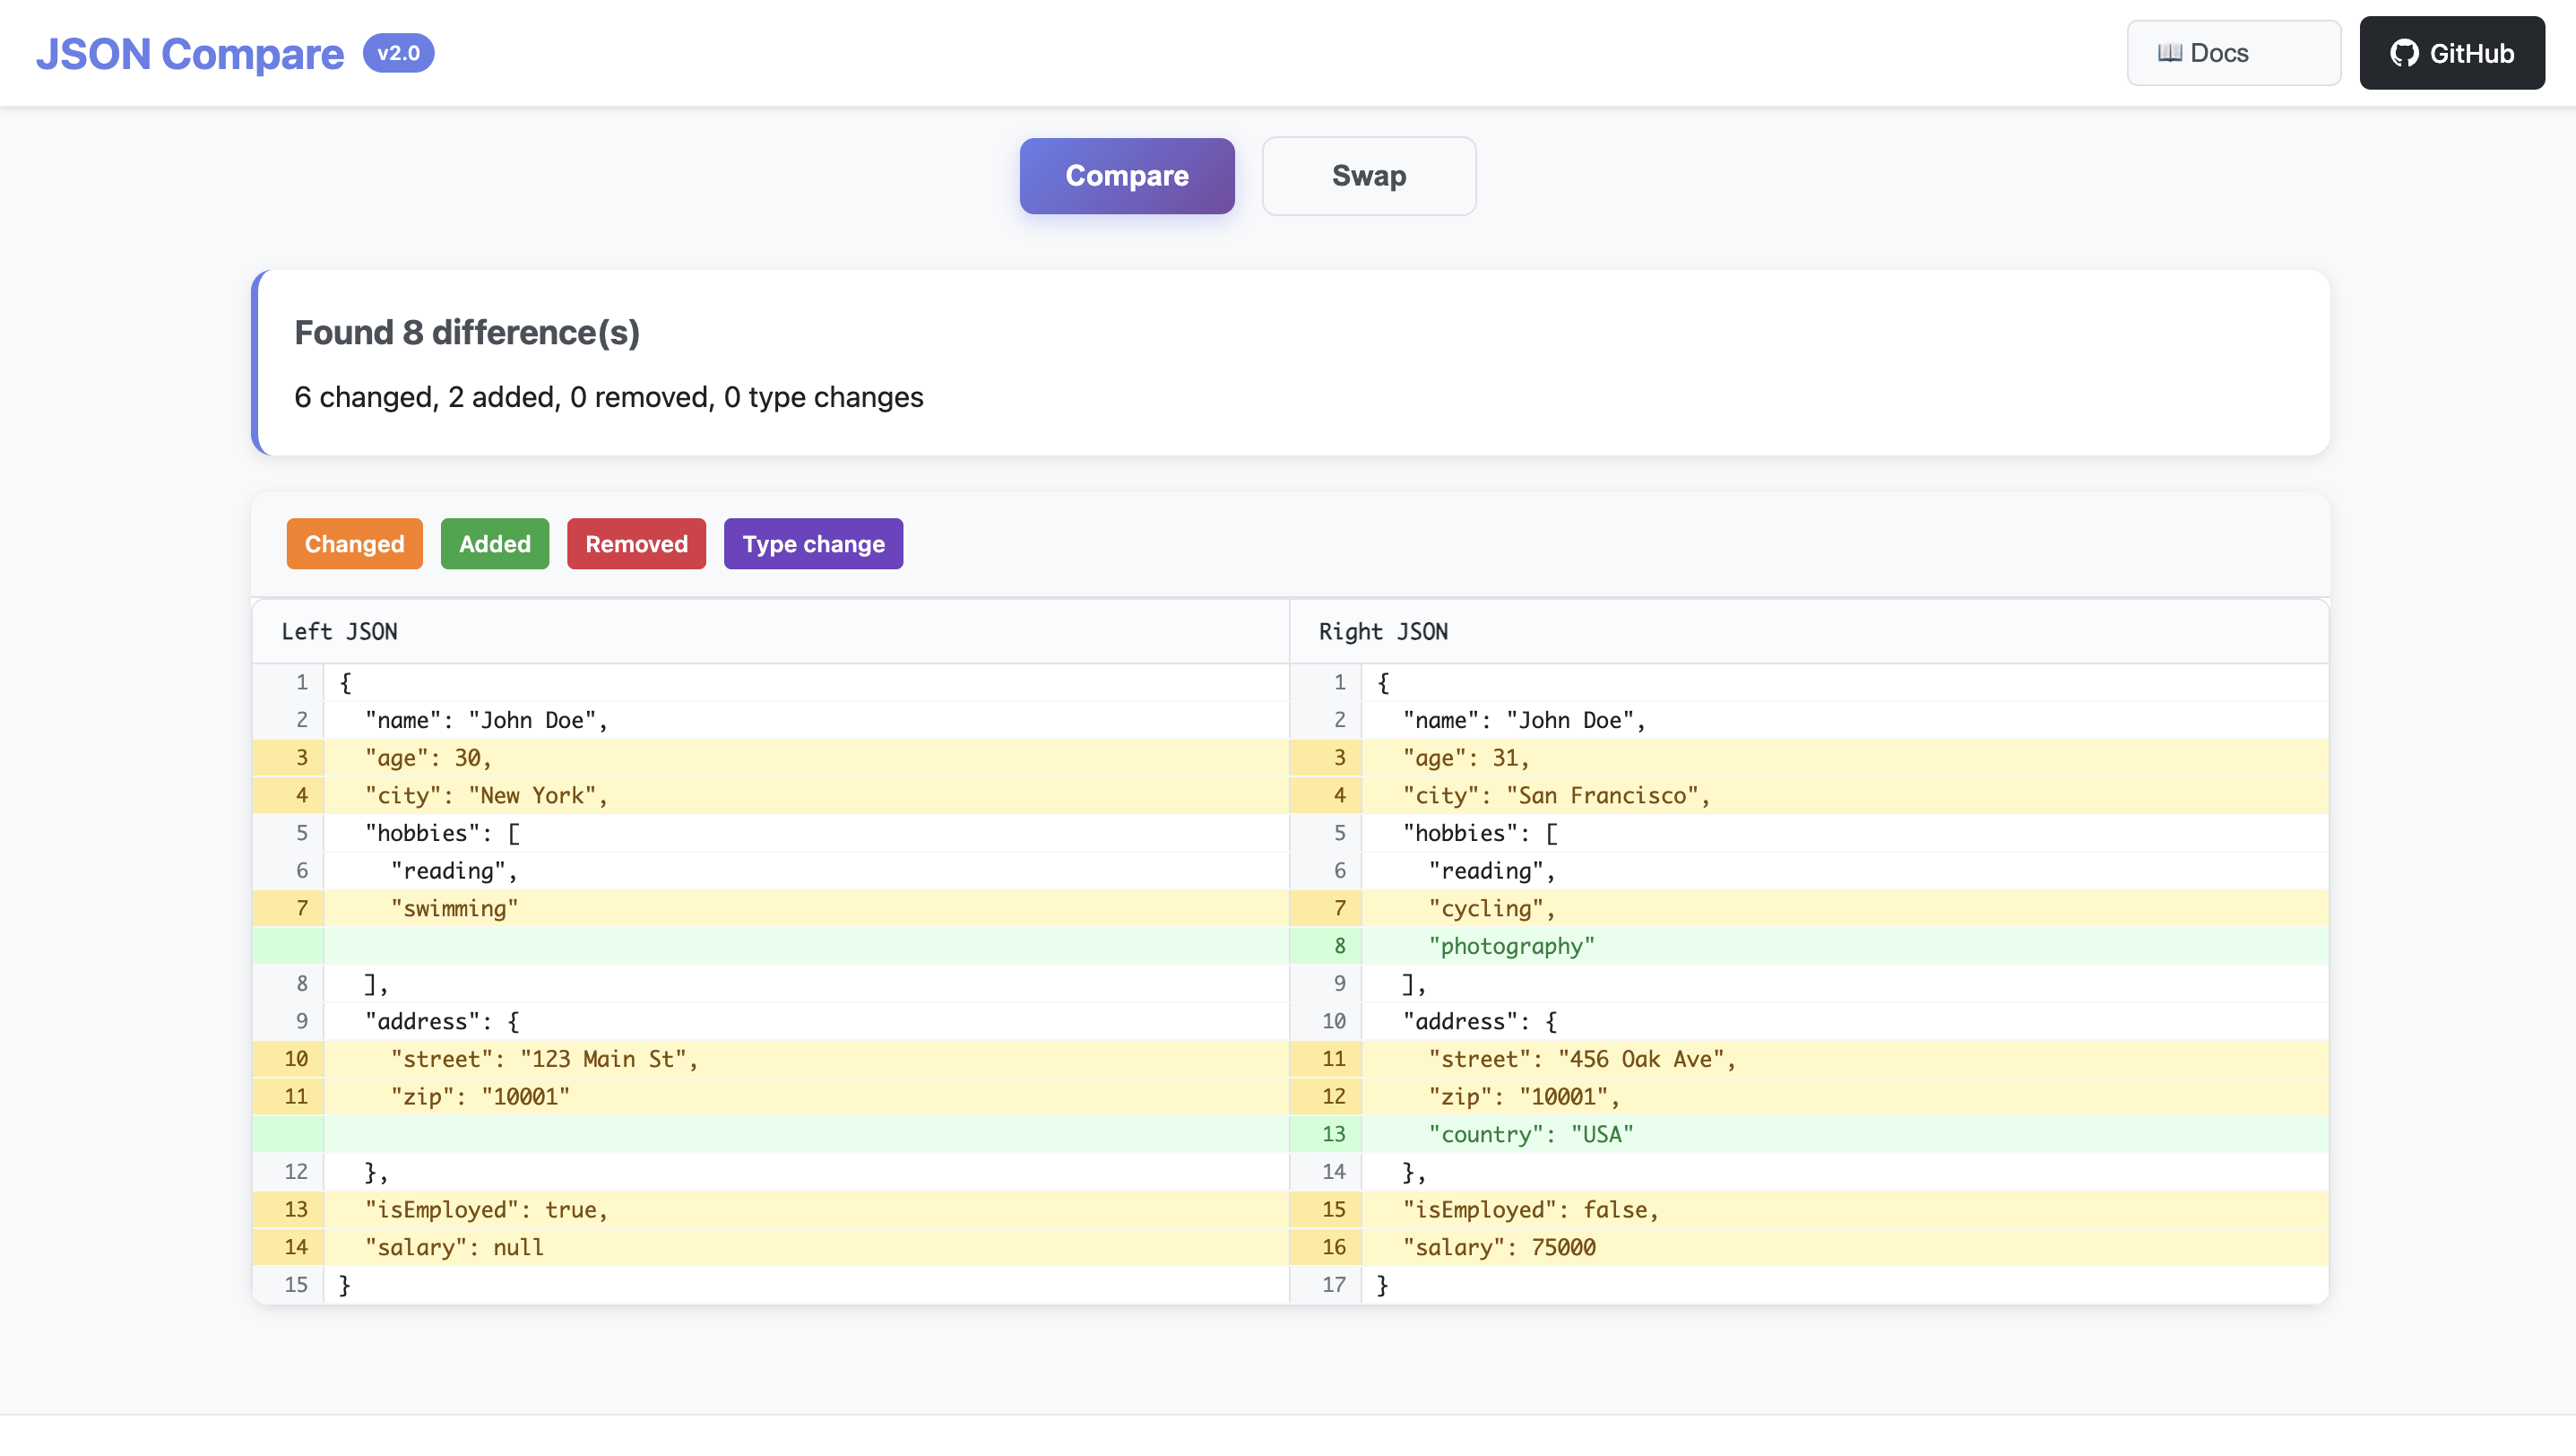 JSON Compare v2.0 📖 Docs GitHub
Compare Swap
Found 8 difference(s)
6 changed, 2 added, 0 removed, 0 type changes
Changed Added Removed Type change
Left JSON Right JSON
1 { 1 {
2 "name": "John Doe", 2 "name": "John Doe",
3 "age": 30, 3 "age": 31,
4 "city": "New York", 4 "city": "San Francisco",
5 "hobbies": [ 5 "hobbies": [
6 "reading", 6 "reading",
7 "swimming" 7 "cycling",
8 "photography"
8 ], 9 ],
9 "address": { 10 "address": {
10 "street": "123 Main St", 11 "street": "456 Oak Ave",
11 "zip": "10001" 12 "zip": "10001",
13 "country": "USA"
12 }, 14 },
13 "isEmployed": true, 15 "isEmployed": false,
14 "salary": null 16 "salary": 75000
15 } 17 }